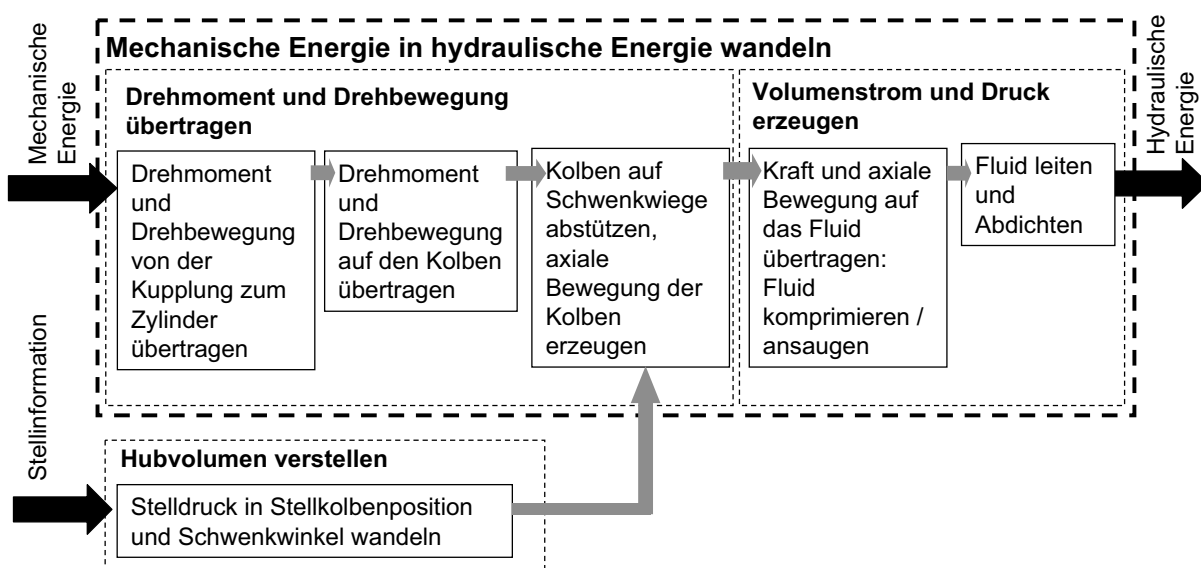 Mechanische
Energie
Mechanische Energie in hydraulische Energie wandeln
Drehmoment und Drehbewegung
übertragen
Drehmoment
und
Drehbewegung
von der
Kupplung zum
Zylinder
übertragen
Drehmoment
und
Drehbewegung
auf den Kolben
übertragen
Kolben auf
Schwenkwiege
abstützen,
axiale
Bewegung der
Kolben
erzeugen
Volumenstrom und Druck
erzeugen
Kraft und axiale
Bewegung auf
das Fluid
übertragen:
Fluid
komprimieren /
ansaugen
Fluid leiten
und
Abdichten
Hydraulische
Energie
Stellinformation
Hubvolumen verstellen
Stelldruck in Stellkolbenposition
und Schwenkwinkel wandeln